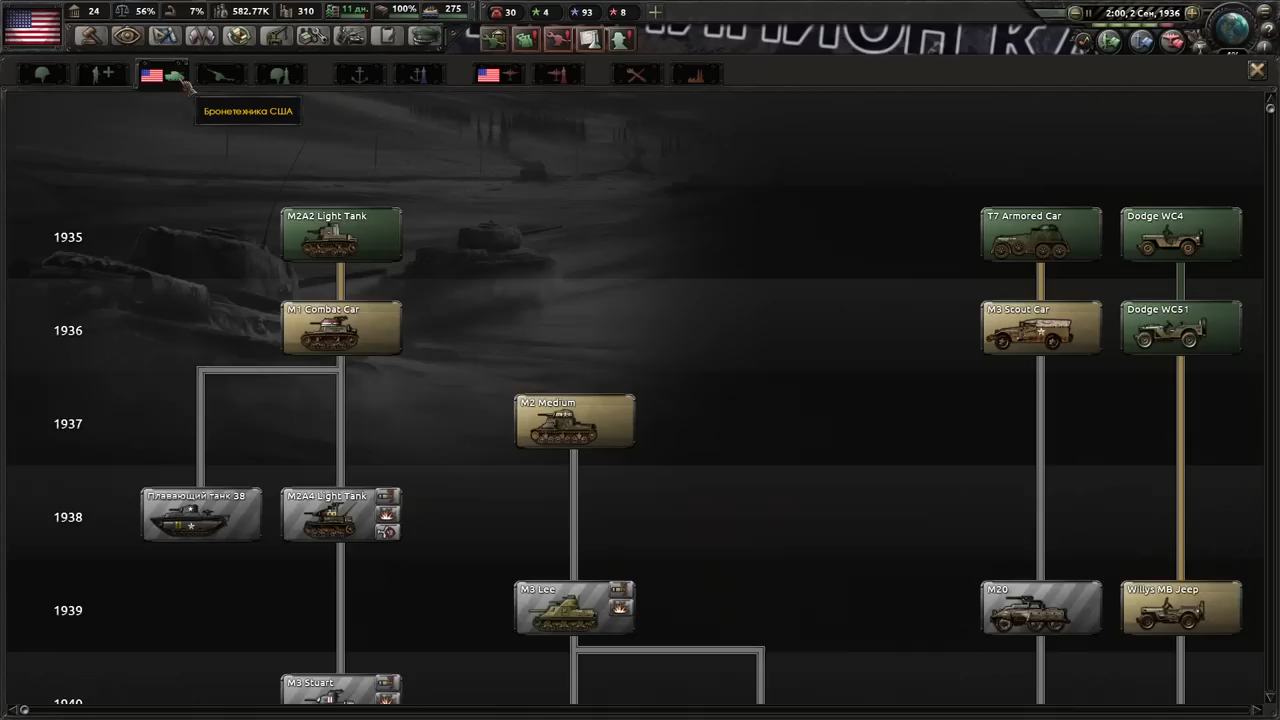 24 56% 7% 582.77K 310 11 дн. 100% 275 30 4 93 8 2:00, 2 Сен, 1936
Бронетехника США
M2A2 Light Tank T7 Armored Car Dodge WC4
1935
M1 Combat Car M3 Scout Car Dodge WC51
1936
M2 Medium
1937
Плавающий танк 38 M2A4 Light Tank
1938
M3 Lee M20 Willys MB Jeep
1939
M3 Stuart
1940